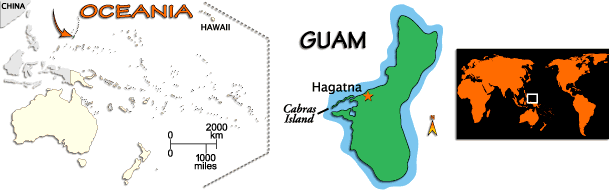 CHINA
OCEANIA
HAWAII
0
2000
km
0
1000
miles
GUAM
Hagatna
Cabras
Island
N